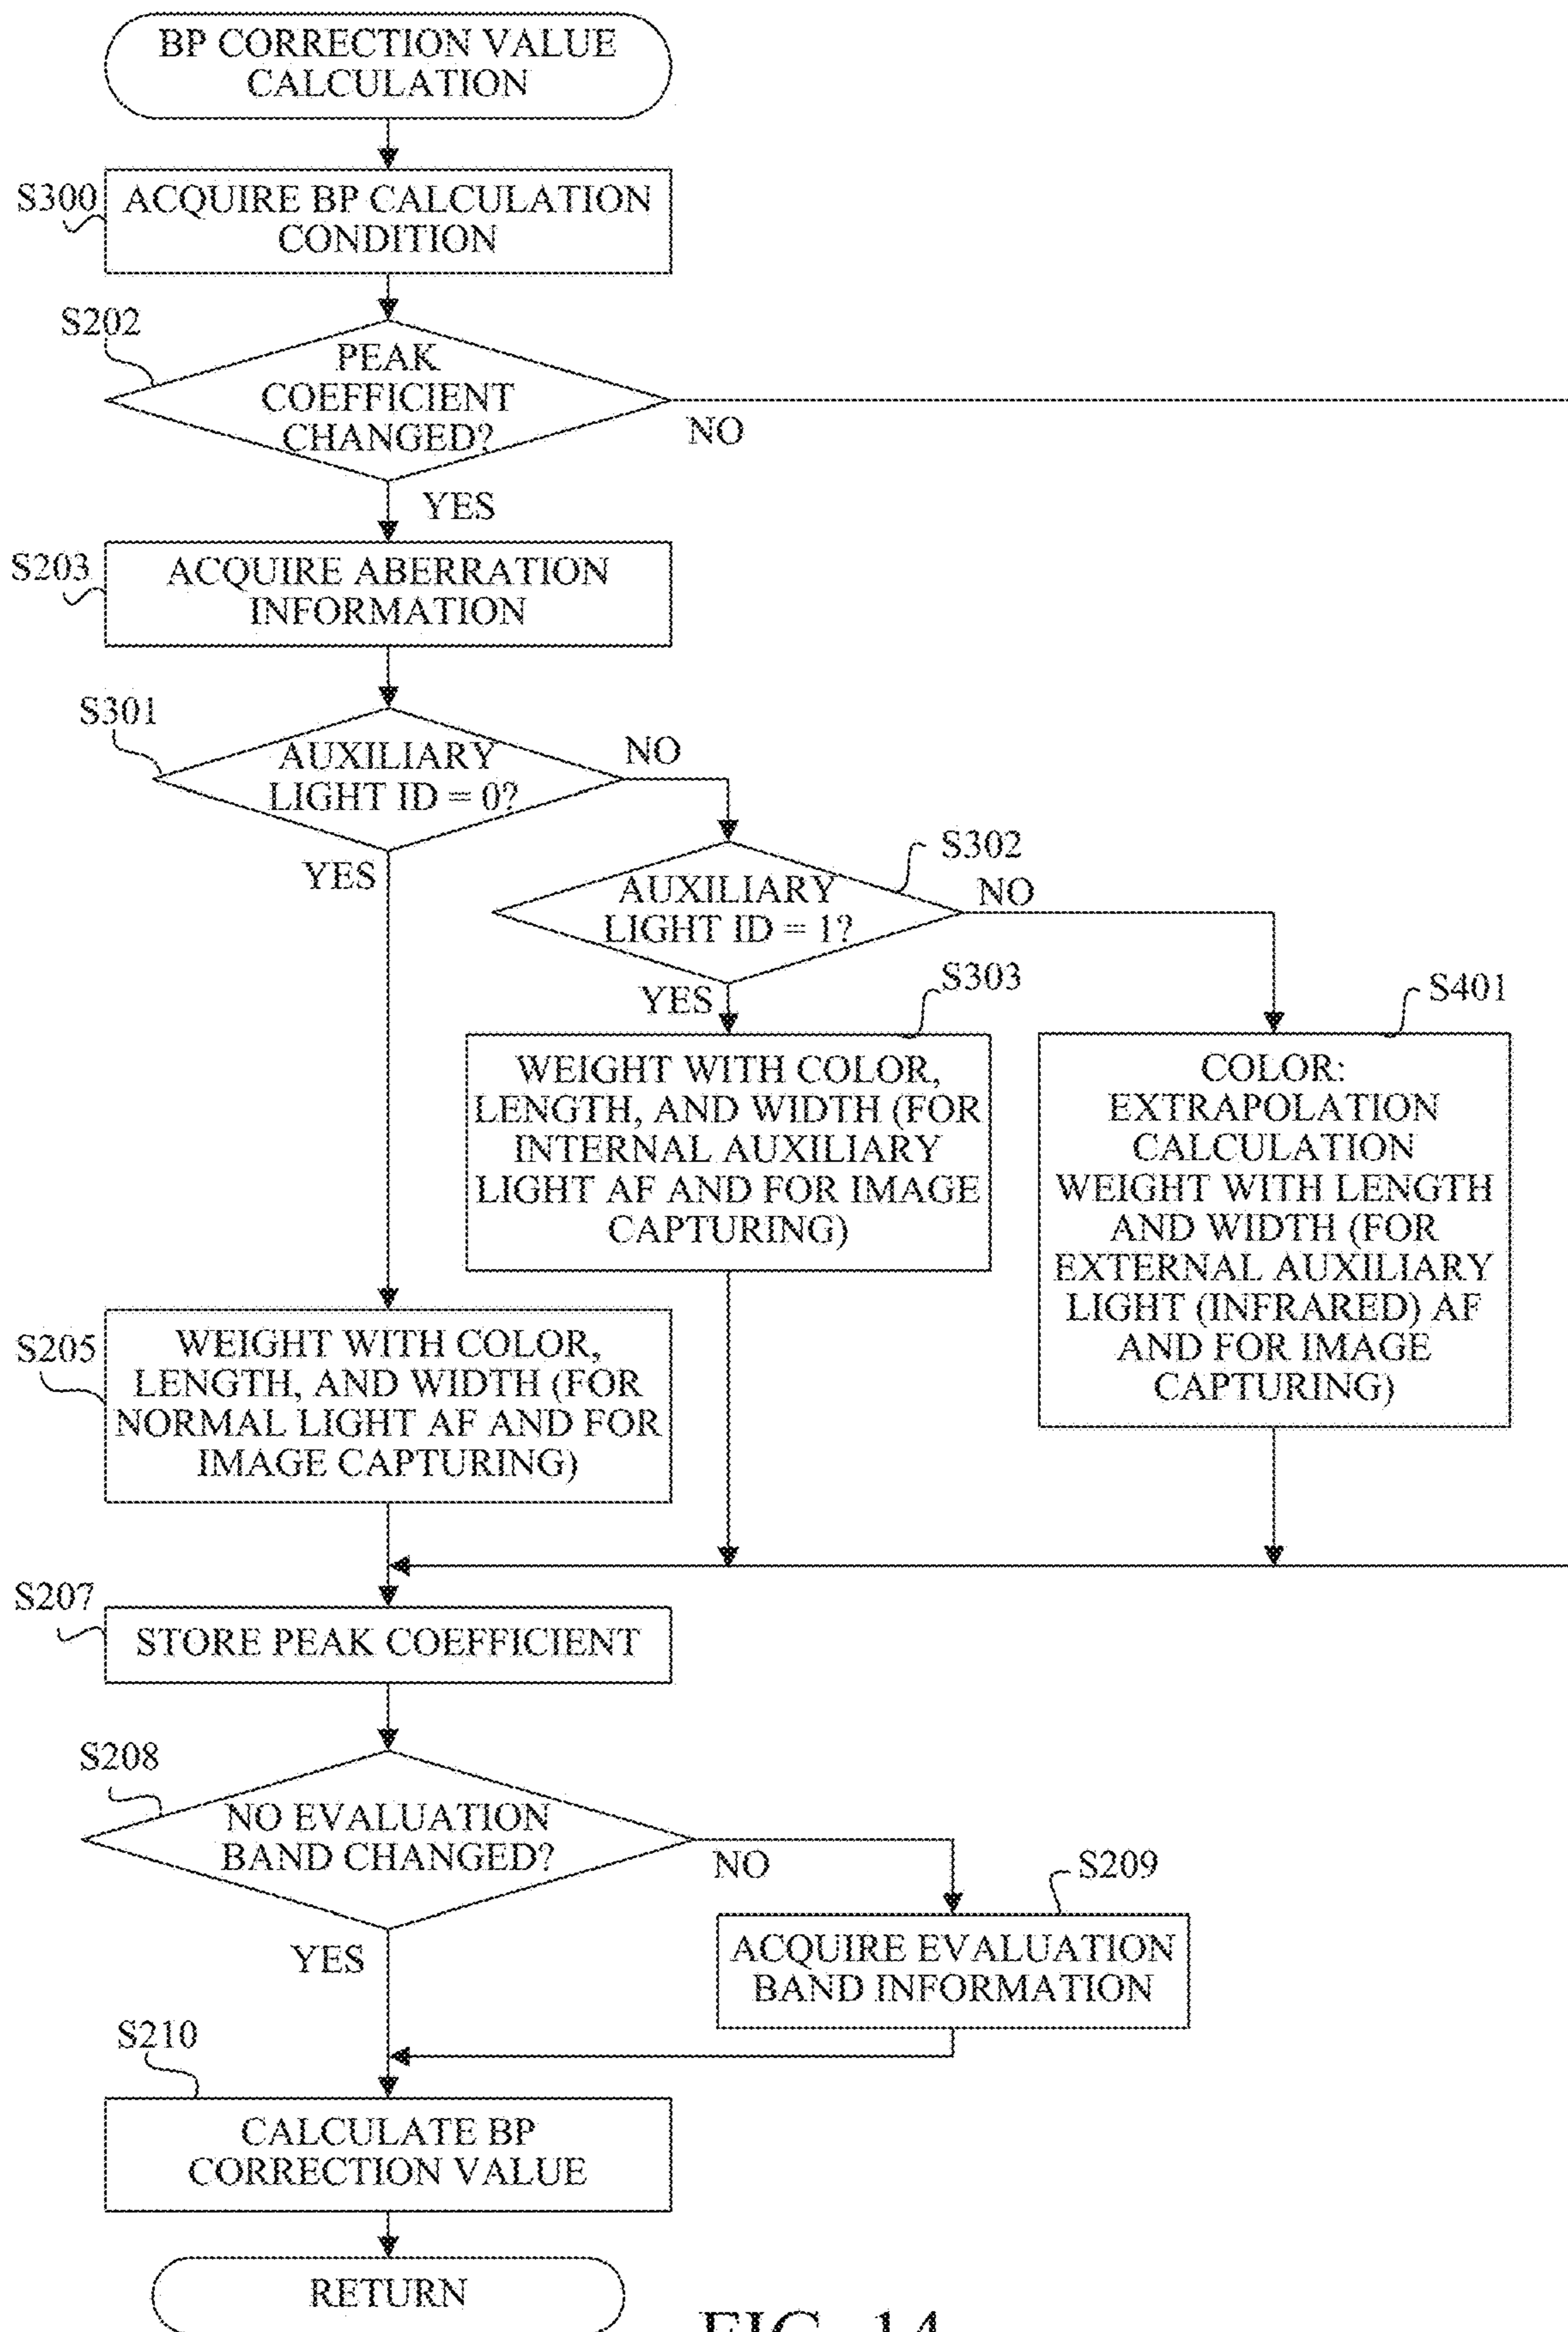 BP CORRECTION VALUE
CALCULATION
S300
ACQUIRE BP CALCULATION
CONDITION
S202
PEAK
COEFFICIENT
CHANGED?
NO
YES
S203
ACQUIRE ABERRATION
INFORMATION
S301
AUXILIARY
LIGHT ID = 0?
NO
YES
S302
AUXILIARY
LIGHT ID = 1?
NO
YES
S303
WEIGHT WITH COLOR,
LENGTH, AND WIDTH (FOR
INTERNAL AUXILIARY
LIGHT AF AND FOR IMAGE
CAPTURING)
S401
COLOR:
EXTRAPOLATION
CALCULATION
WEIGHT WITH LENGTH
AND WIDTH (FOR
EXTERNAL AUXILIARY
LIGHT (INFRARED) AF
AND FOR IMAGE
CAPTURING)
S205
WEIGHT WITH COLOR,
LENGTH, AND WIDTH (FOR
NORMAL LIGHT AF AND FOR
IMAGE CAPTURING)
S207
STORE PEAK COEFFICIENT
S208
NO EVALUATION
BAND CHANGED?
NO
YES
S209
ACQUIRE EVALUATION
BAND INFORMATION
S210
CALCULATE BP
CORRECTION VALUE
RETURN
FIG. 14